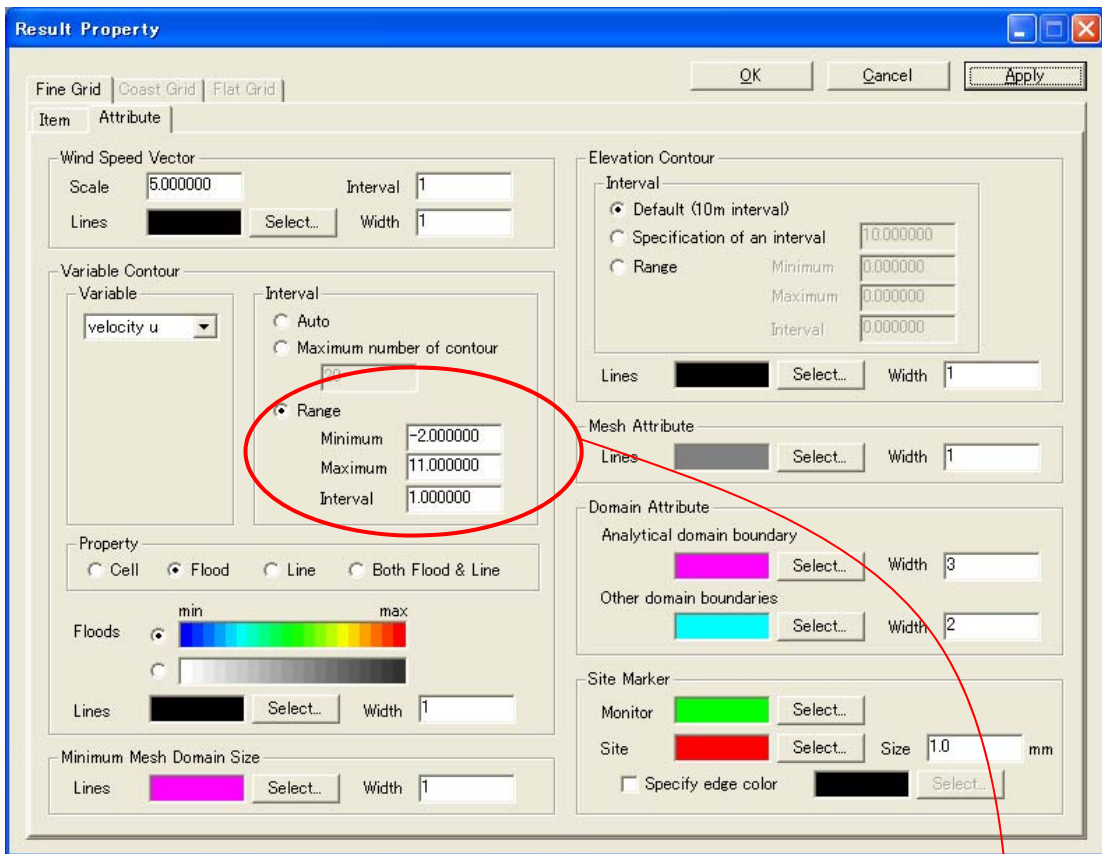 Result Property
OK Cancel Apply
Fine Grid Coast Grid Flat Grid
Item Attribute
Wind Speed Vector
Scale 5.000000 Interval 1
Lines Select... Width 1
Variable Contour
Variable
velocity u
Interval
Auto
Maximum number of contour
20
Range
Minimum -2.000000
Maximum 11.000000
Interval 1.000000
Property
Cell Flood Line Both Flood & Line
min max
Floods
Lines Select... Width 1
Minimum Mesh Domain Size
Lines Select... Width 1
Elevation Contour
Interval
Default (10m interval)
Specification of an interval 10.000000
Range Minimum 0.000000
Maximum 0.000000
Interval 0.000000
Lines Select... Width 1
Mesh Attribute
Lines Select... Width 1
Domain Attribute
Analytical domain boundary
Select... Width 3
Other domain boundaries
Select... Width 2
Site Marker
Monitor Select...
Site Select... Size 1.0 mm
Specify edge color Select...